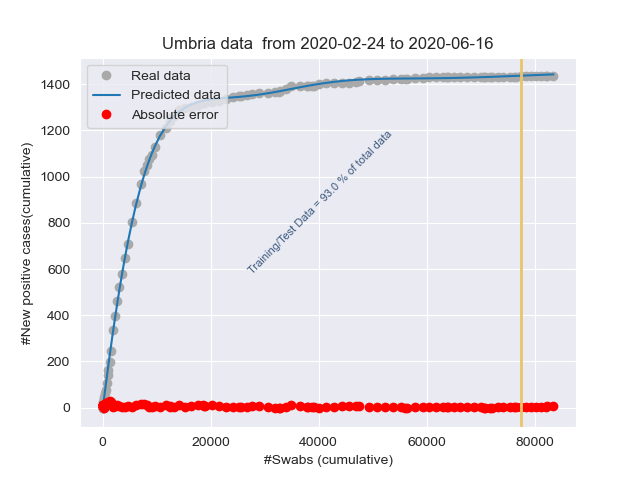 Umbria data  from 2020-02-24 to 2020-06-16
Real data
Predicted data
Absolute error
Training/Test Data = 93.0 % of total data
#New positive cases(cumulative)
1400
1200
1000
800
600
400
200
0
0 20000 40000 60000 80000
#Swabs (cumulative)